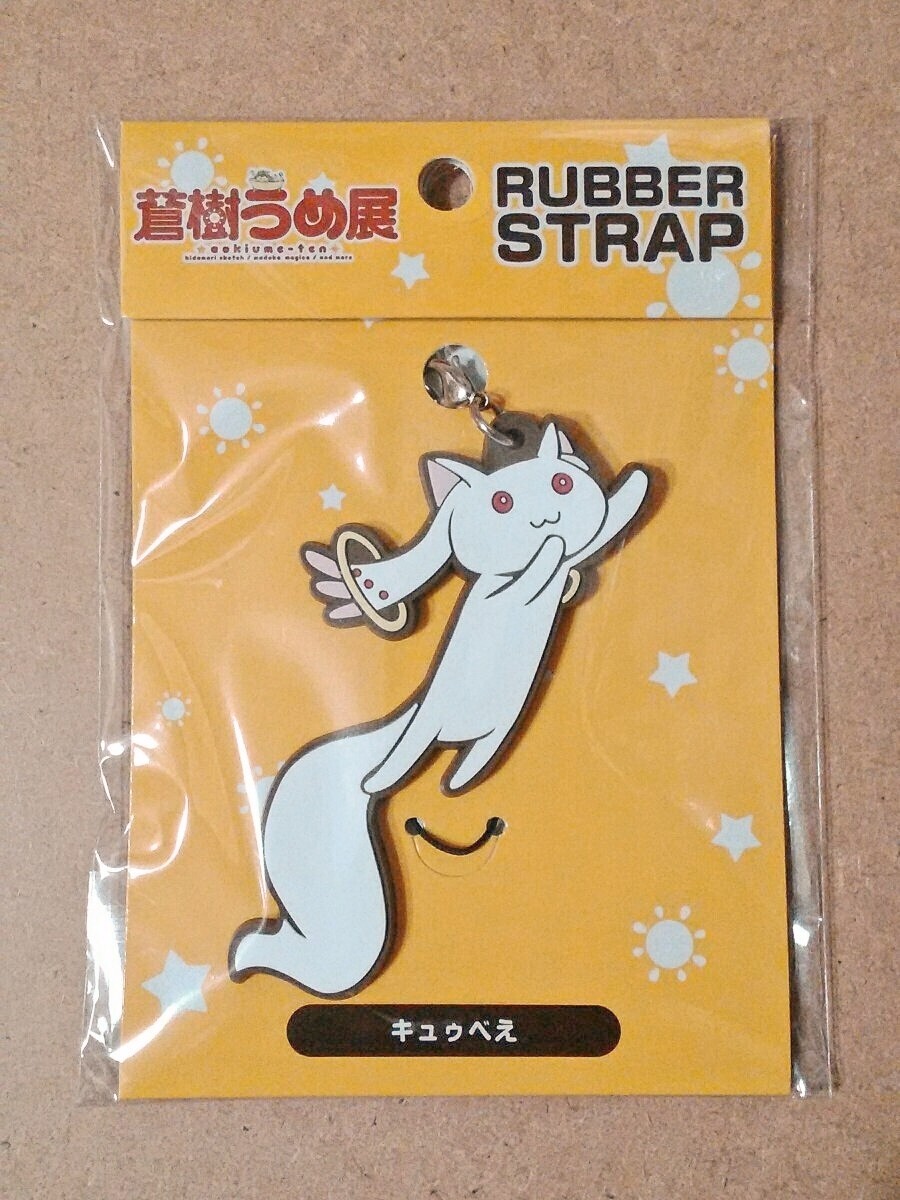 蒼樹うめ展
aokiume-ten
hidamari sketch / madoka magica / and more
RUBBER
STRAP
キュゥべえ